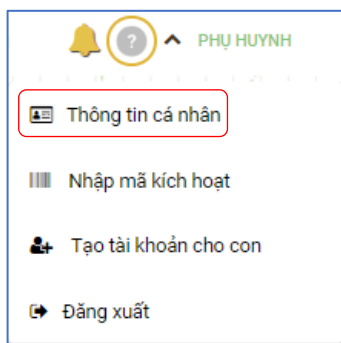 ? PHỤ HUYNH
Thông tin cá nhân
Nhập mã kích hoạt
Tạo tài khoản cho con
Đăng xuất